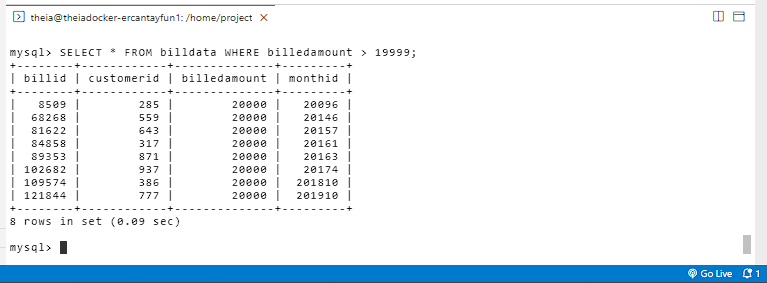 theia@theiadocker-ercantayfun1: /home/project ×
mysql> SELECT * FROM billdata WHERE billedamount > 19999;
+--------+------------+--------------+---------+
| billid | customerid | billedamount | monthid |
+--------+------------+--------------+---------+
|   8509 |        285 |        20000 |   20096 |
|  68268 |        559 |        20000 |   20146 |
|  81622 |        643 |        20000 |   20157 |
|  84858 |        317 |        20000 |   20161 |
|  89353 |        871 |        20000 |   20163 |
| 102682 |        937 |        20000 |   20174 |
| 109574 |        386 |        20000 |  201810 |
| 121844 |        777 |        20000 |  201910 |
+--------+------------+--------------+---------+
8 rows in set (0.09 sec)
mysql>
Go Live 1